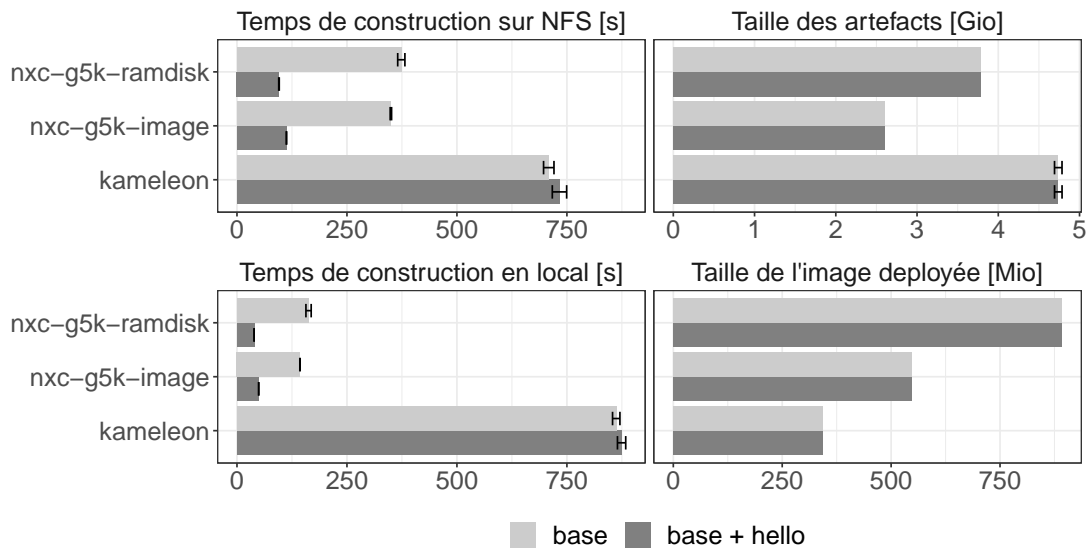 Temps de construction sur NFS [s]
Taille des artefacts [Gio]
nxc−g5k−ramdisk
nxc−g5k−image
kameleon
0 250 500 750
0 1 2 3 4 5
Temps de construction en local [s]
Taille de l'image deployée [Mio]
nxc−g5k−ramdisk
nxc−g5k−image
kameleon
0 250 500 750
0 250 500 750
base base + hello